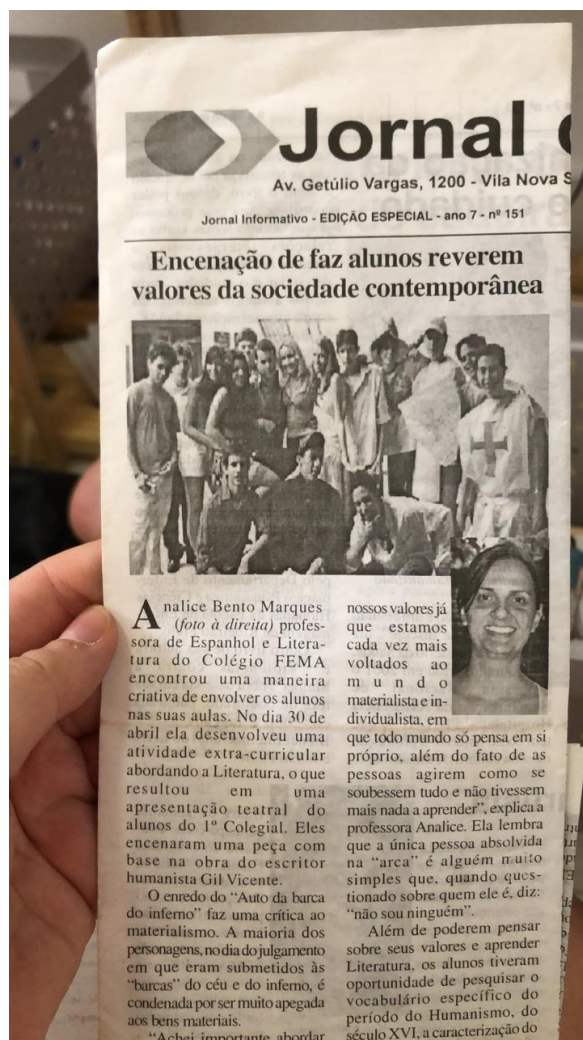 Jornal
Av. Getúlio Vargas, 1200 - Vila Nova S
Jornal Informativo - EDIÇÃO ESPECIAL - ano 7 - nº 151
Encenação de faz alunos reverem
valores da sociedade contemporânea
Analice Bento Marques
(foto à direita) profes-
sora de Espanhol e Litera-
tura do Colégio FEMA
encontrou uma maneira
criativa de envolver os alunos
nas suas aulas. No dia 30 de
abril ela desenvolveu uma
atividade extra-curricular
abordando a Literatura, o que
resultou em uma
apresentação teatral do
alunos do 1º Colegial. Eles
encenaram uma peça com
base na obra do escritor
humanista Gil Vicente.
O enredo do “Auto da barca
do inferno” faz uma crítica ao
materialismo. A maioria dos
personagens, no dia do julgamento
em que eram submetidos às
“barcas” do céu e do inferno, é
condenada por ser muito apegada
aos bens materiais.
“Achei importante abordar
nossos valores já
que estamos
cada vez mais
voltados ao
mundo
materialista e in-
dividualista, em
que todo mundo só pensa em si
próprio, além do fato de as
pessoas agirem como se
soubessem tudo e não tivessem
mais nada a aprender”, explica a
professora Analice. Ela lembra
que a única pessoa absolvida
na “arca” é alguém muito
simples que, quando ques-
tionado sobre quem ele é, diz:
“não sou ninguém”.
Além de poderem pensar
sobre seus valores e aprender
Literatura, os alunos tiveram
oportunidade de pesquisar o
vocabulário específico do
período do Humanismo, do
século XVI, a caracterização do